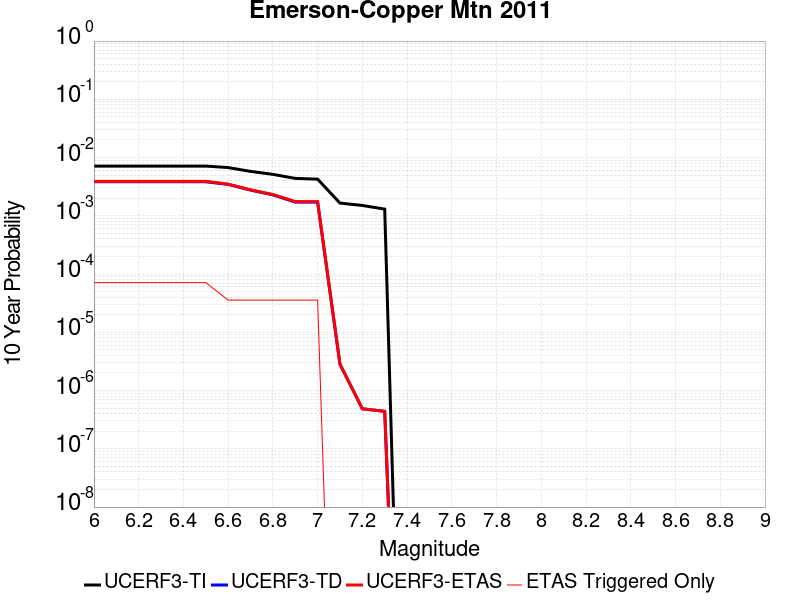 Emerson-Copper Mtn 2011
10^0
10^-1
10^-2
10^-3
10^-4
10^-5
10^-6
10^-7
10^-8
10 Year Probability
6 6.2 6.4 6.6 6.8 7 7.2 7.4 7.6 7.8 8 8.2 8.4 8.6 8.8 9
Magnitude
UCERF3-TI UCERF3-TD UCERF3-ETAS ETAS Triggered Only